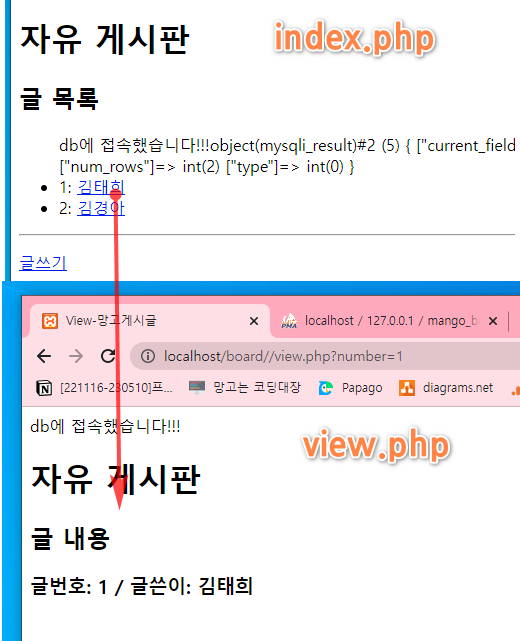 자유 게시판
index.php
글 목록
db에 접속했습니다!!!object(mysqli_result)#2 (5) { ["current_field
["num_rows"]=> int(2) ["type"]=> int(0) }
1: 김태희
2: 김경아
글쓰기
View-망고게시글
localhost / 127.0.0.1 / mango_b
localhost/board//view.php?number=1
[221116-230510]프...
망고는 코딩대장
Papago
diagrams.net
db에 접속했습니다!!!
view.php
자유 게시판
글 내용
글번호: 1 / 글쓴이: 김태희